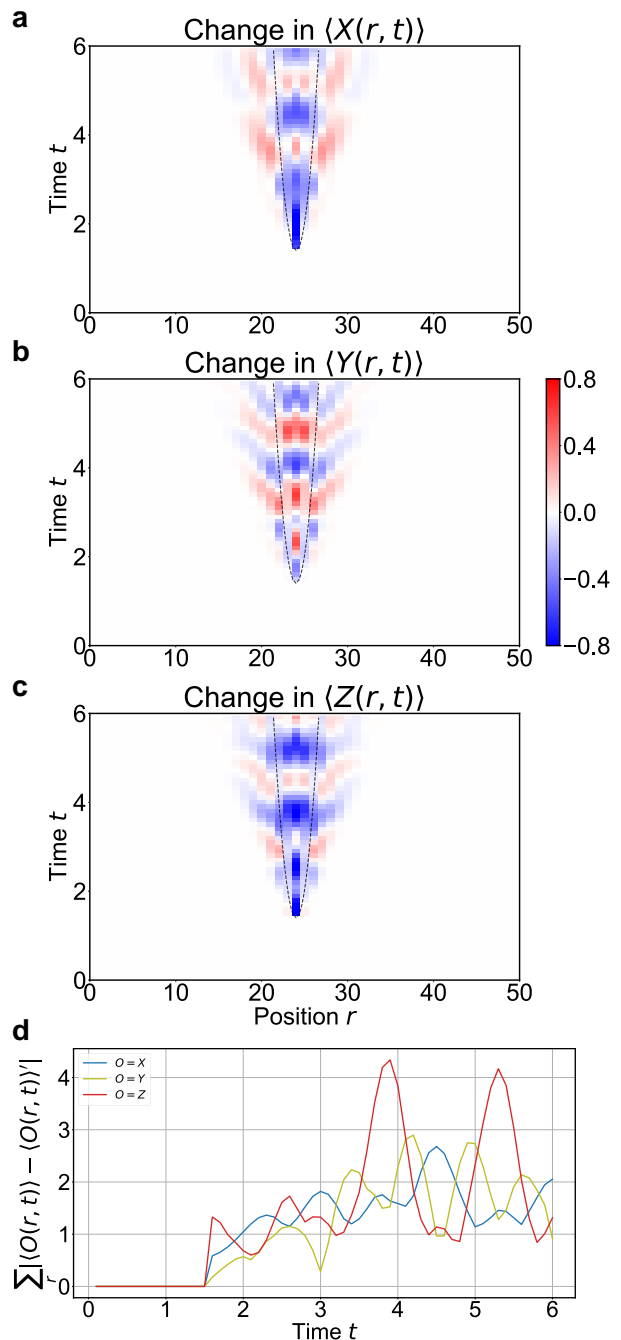 a
Change in ⟨X(r, t)⟩
6
4
2
0
Time t
0 10 20 30 40 50
b
Change in ⟨Y(r, t)⟩
6
4
2
0
Time t
0 10 20 30 40 50
0.8
0.4
0.0
−0.4
−0.8
c
Change in ⟨Z(r, t)⟩
6
4
2
0
Time t
0 10 20 30 40 50
Position r
d
O = X
O = Y
O = Z
4
3
2
1
0
∑r|⟨O(r, t)⟩ − ⟨O(r, t)⟩′|
0 1 2 3 4 5 6
Time t